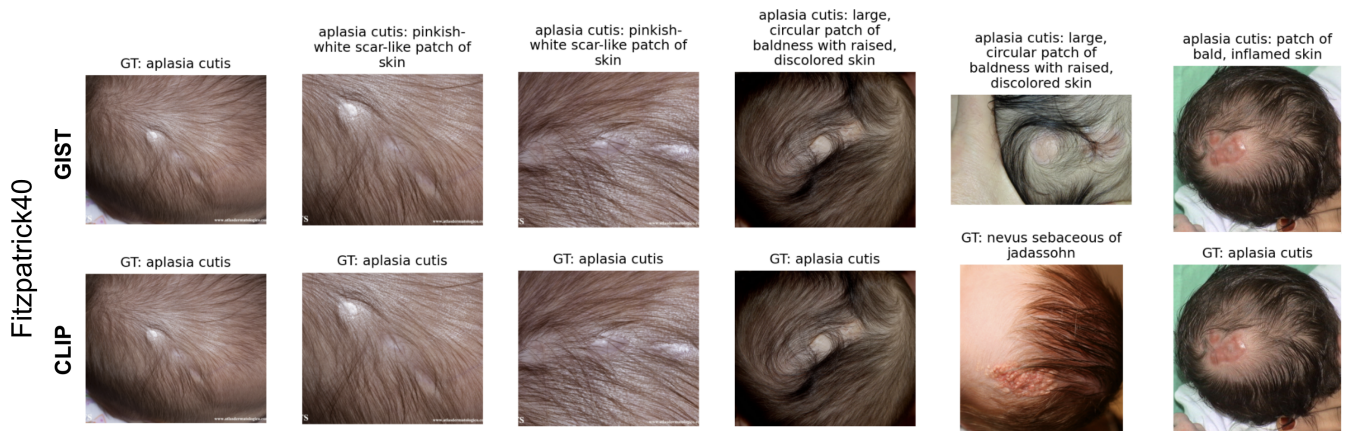 Fitzpatrick40
GIST
GT: aplasia cutis
aplasia cutis: pinkish-
white scar-like patch of
skin
aplasia cutis: pinkish-
white scar-like patch of
skin
aplasia cutis: large,
circular patch of
baldness with raised,
discolored skin
aplasia cutis: large,
circular patch of
baldness with raised,
discolored skin
aplasia cutis: patch of
bald, inflamed skin
CLIP
GT: aplasia cutis
GT: aplasia cutis
GT: aplasia cutis
GT: aplasia cutis
GT: nevus sebaceous of
jadassohn
GT: aplasia cutis